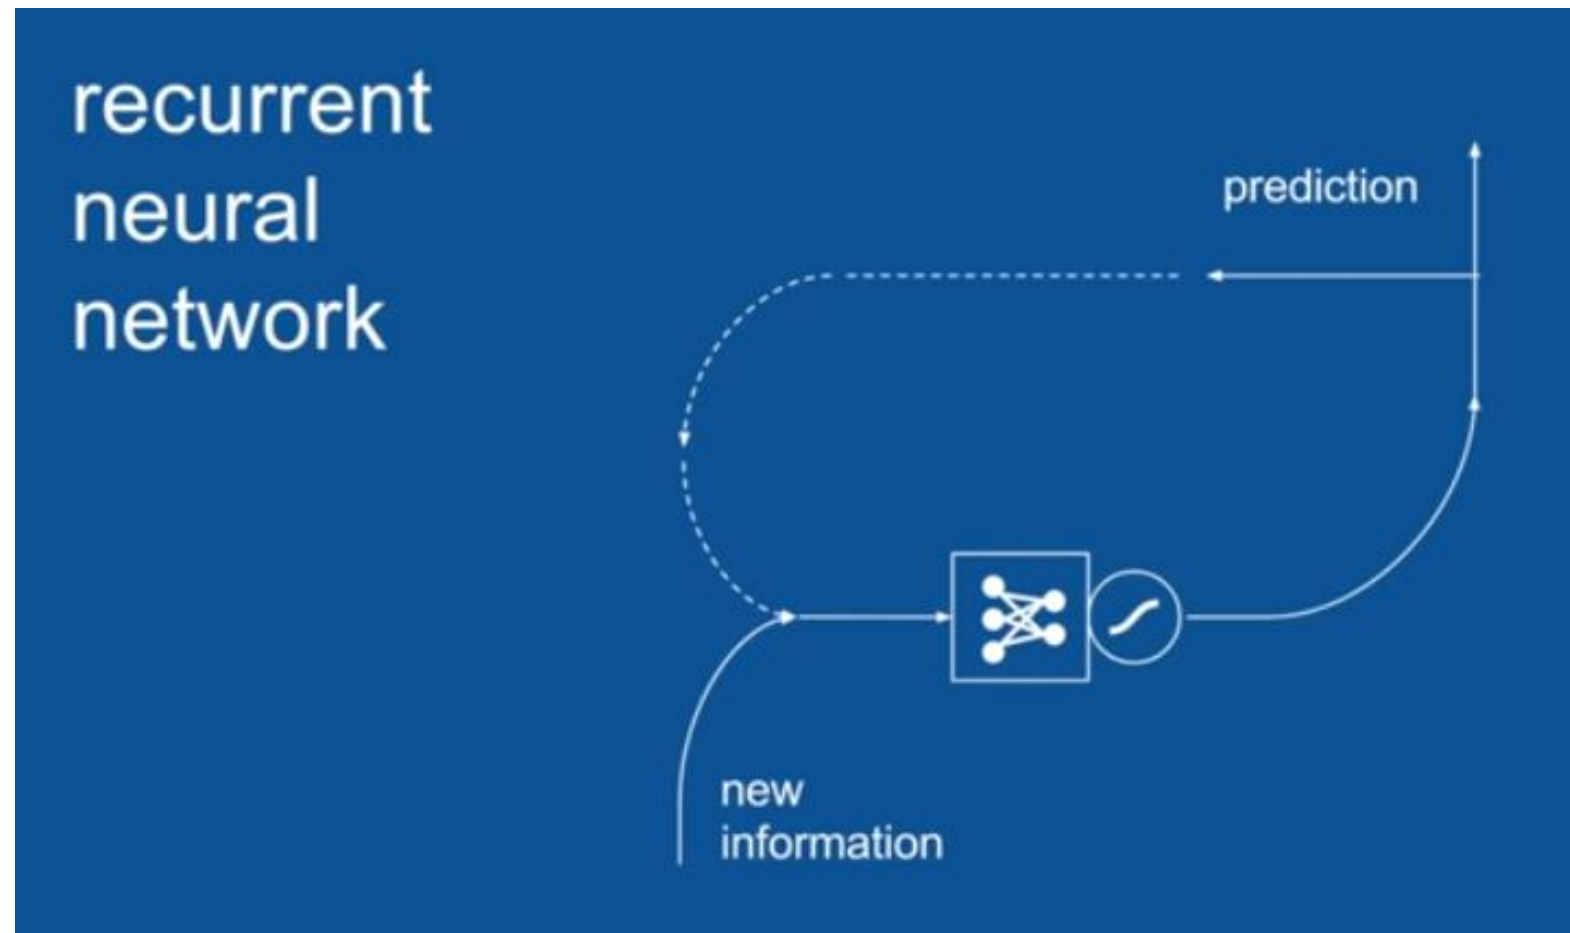 recurrent
neural
network
prediction
new
information